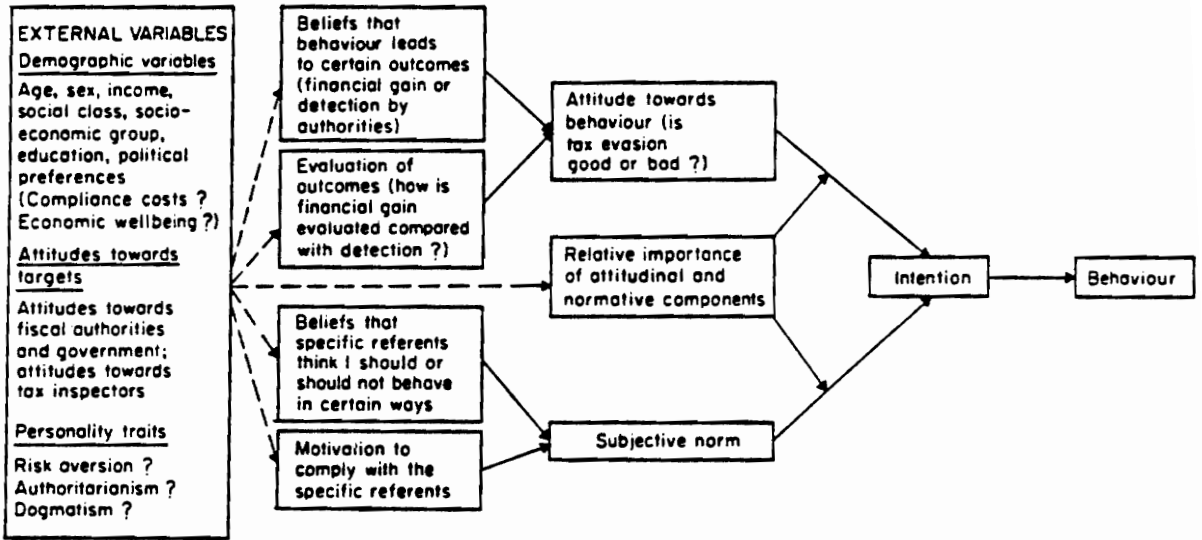 EXTERNAL VARIABLES
Demographic variables
Age, sex, income,
social class, socio-
economic group,
education, political
preferences
(Compliance costs ?
Economic wellbeing ?)
Attitudes towards
targets
Attitudes towards
fiscal authorities
and government;
attitudes towards
tax inspectors
Personality traits
Risk aversion ?
Authoritarianism ?
Dogmatism ?
Beliefs that
behaviour leads
to certain outcomes
(financial gain or
detection by
authorities)
Evaluation of
outcomes (how is
financial gain
evaluated compared
with detection ?)
Beliefs that
specific referents
think I should or
should not behave
in certain ways
Motivation to
comply with the
specific referents
Attitude towards
behaviour (is
tax evasion
good or bad ?)
Relative importance
of attitudinal and
normative components
Subjective norm
Intention
Behaviour